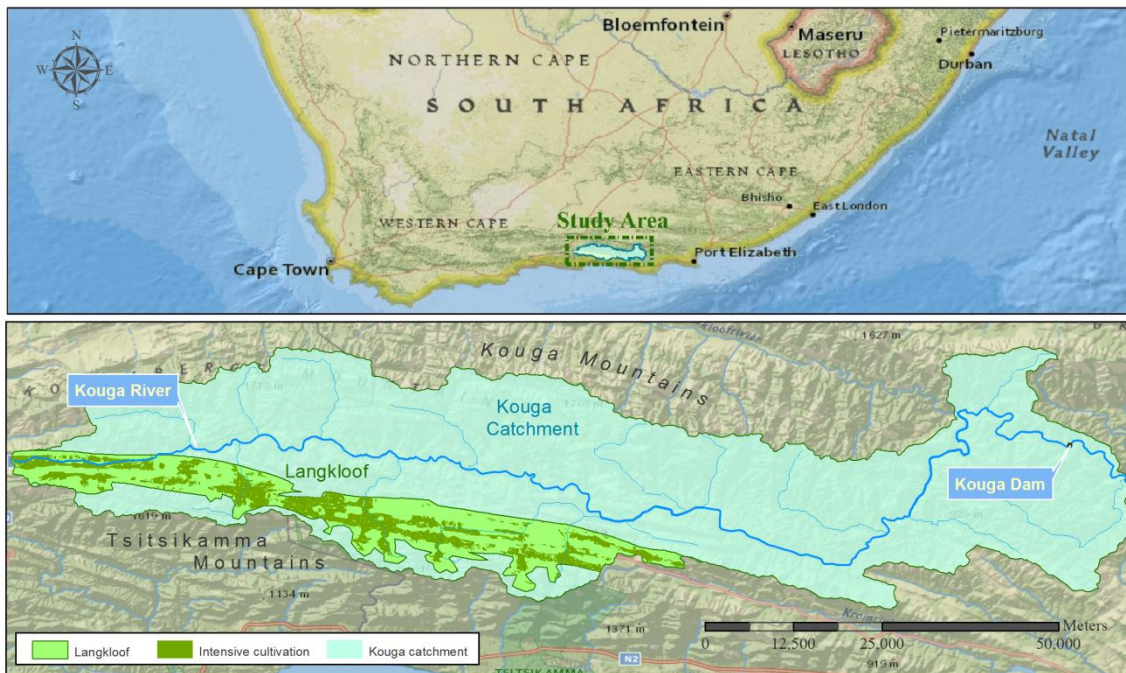 Bloemfontein
Maseru
LESOTHO
Pietermaritzburg
Durban
N
W E
S
NORTHERN CAPE
SOUTH AFRICA
Natal
Valley
EASTERN CAPE
Bhisho
East London
WESTERN CAPE
Study Area
Port Elizabeth
Cape Town
1627 m
Kouga Mountains
Kouga River
Kouga
Catchment
Langkloof
Kouga Dam
1619 m
Tsitsikamma
Mountains
1134 m
1371 m
Meters
0 12,500 25,000 50,000
919 m
N2
TSITSIKAMMA
Langkloof
Intensive cultivation
Kouga catchment